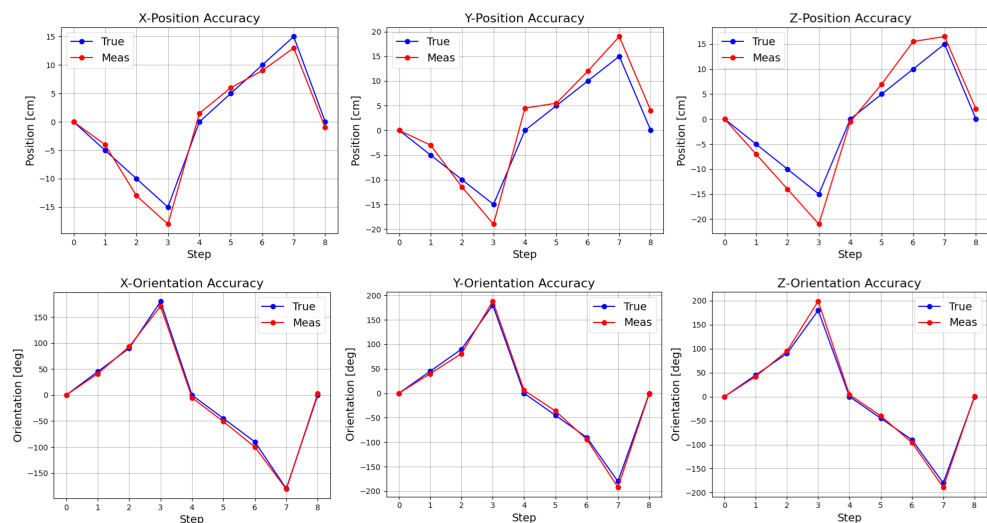 X-Position Accuracy
True
Meas
Position [cm]
15
10
5
0
−5
−10
−15
0 1 2 3 4 5 6 7 8
Step
Y-Position Accuracy
True
Meas
Position [cm]
20
15
10
5
0
−5
−10
−15
−20
0 1 2 3 4 5 6 7 8
Step
Z-Position Accuracy
True
Meas
Position [cm]
15
10
5
0
−5
−10
−15
−20
0 1 2 3 4 5 6 7 8
Step
X-Orientation Accuracy
True
Meas
Orientation [deg]
150
100
50
0
−50
−100
−150
0 1 2 3 4 5 6 7 8
Step
Y-Orientation Accuracy
True
Meas
Orientation [deg]
200
150
100
50
0
−50
−100
−150
−200
0 1 2 3 4 5 6 7 8
Step
Z-Orientation Accuracy
True
Meas
Orientation [deg]
200
150
100
50
0
−50
−100
−150
−200
0 1 2 3 4 5 6 7 8
Step